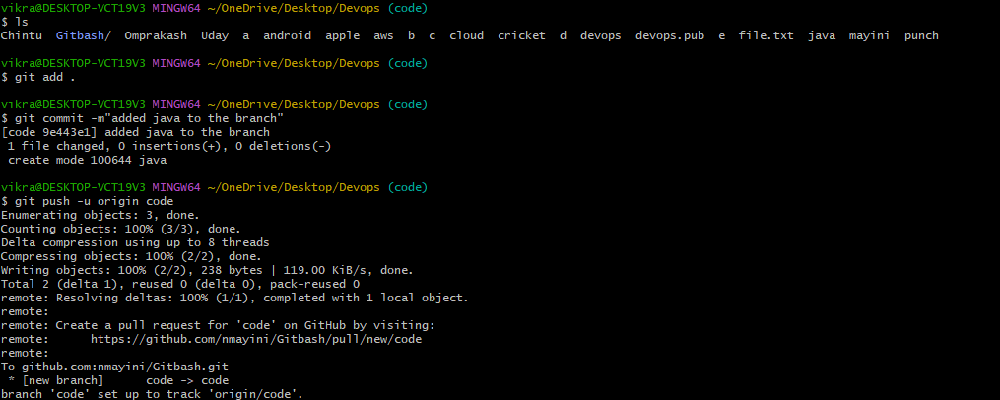 vikra@DESKTOP-VCT19V3 MINGW64 ~/OneDrive/Desktop/Devops (code)
$ ls
Chintu  Gitbash/  Omprakash  Uday  a  android  apple  aws  b  c  cloud  cricket  d  devops  devops.pub  e  file.txt  java  mayini  punch
vikra@DESKTOP-VCT19V3 MINGW64 ~/OneDrive/Desktop/Devops (code)
$ git add .
vikra@DESKTOP-VCT19V3 MINGW64 ~/OneDrive/Desktop/Devops (code)
$ git commit -m"added java to the branch"
[code 9e443e1] added java to the branch
 1 file changed, 0 insertions(+), 0 deletions(-)
 create mode 100644 java
vikra@DESKTOP-VCT19V3 MINGW64 ~/OneDrive/Desktop/Devops (code)
$ git push -u origin code
Enumerating objects: 3, done.
Counting objects: 100% (3/3), done.
Delta compression using up to 8 threads
Compressing objects: 100% (2/2), done.
Writing objects: 100% (2/2), 238 bytes | 119.00 KiB/s, done.
Total 2 (delta 1), reused 0 (delta 0), pack-reused 0
remote: Resolving deltas: 100% (1/1), completed with 1 local object.
remote:
remote: Create a pull request for 'code' on GitHub by visiting:
remote:      https://github.com/nmayini/Gitbash/pull/new/code
remote:
To github.com:nmayini/Gitbash.git
 * [new branch]      code -> code
branch 'code' set up to track 'origin/code'.